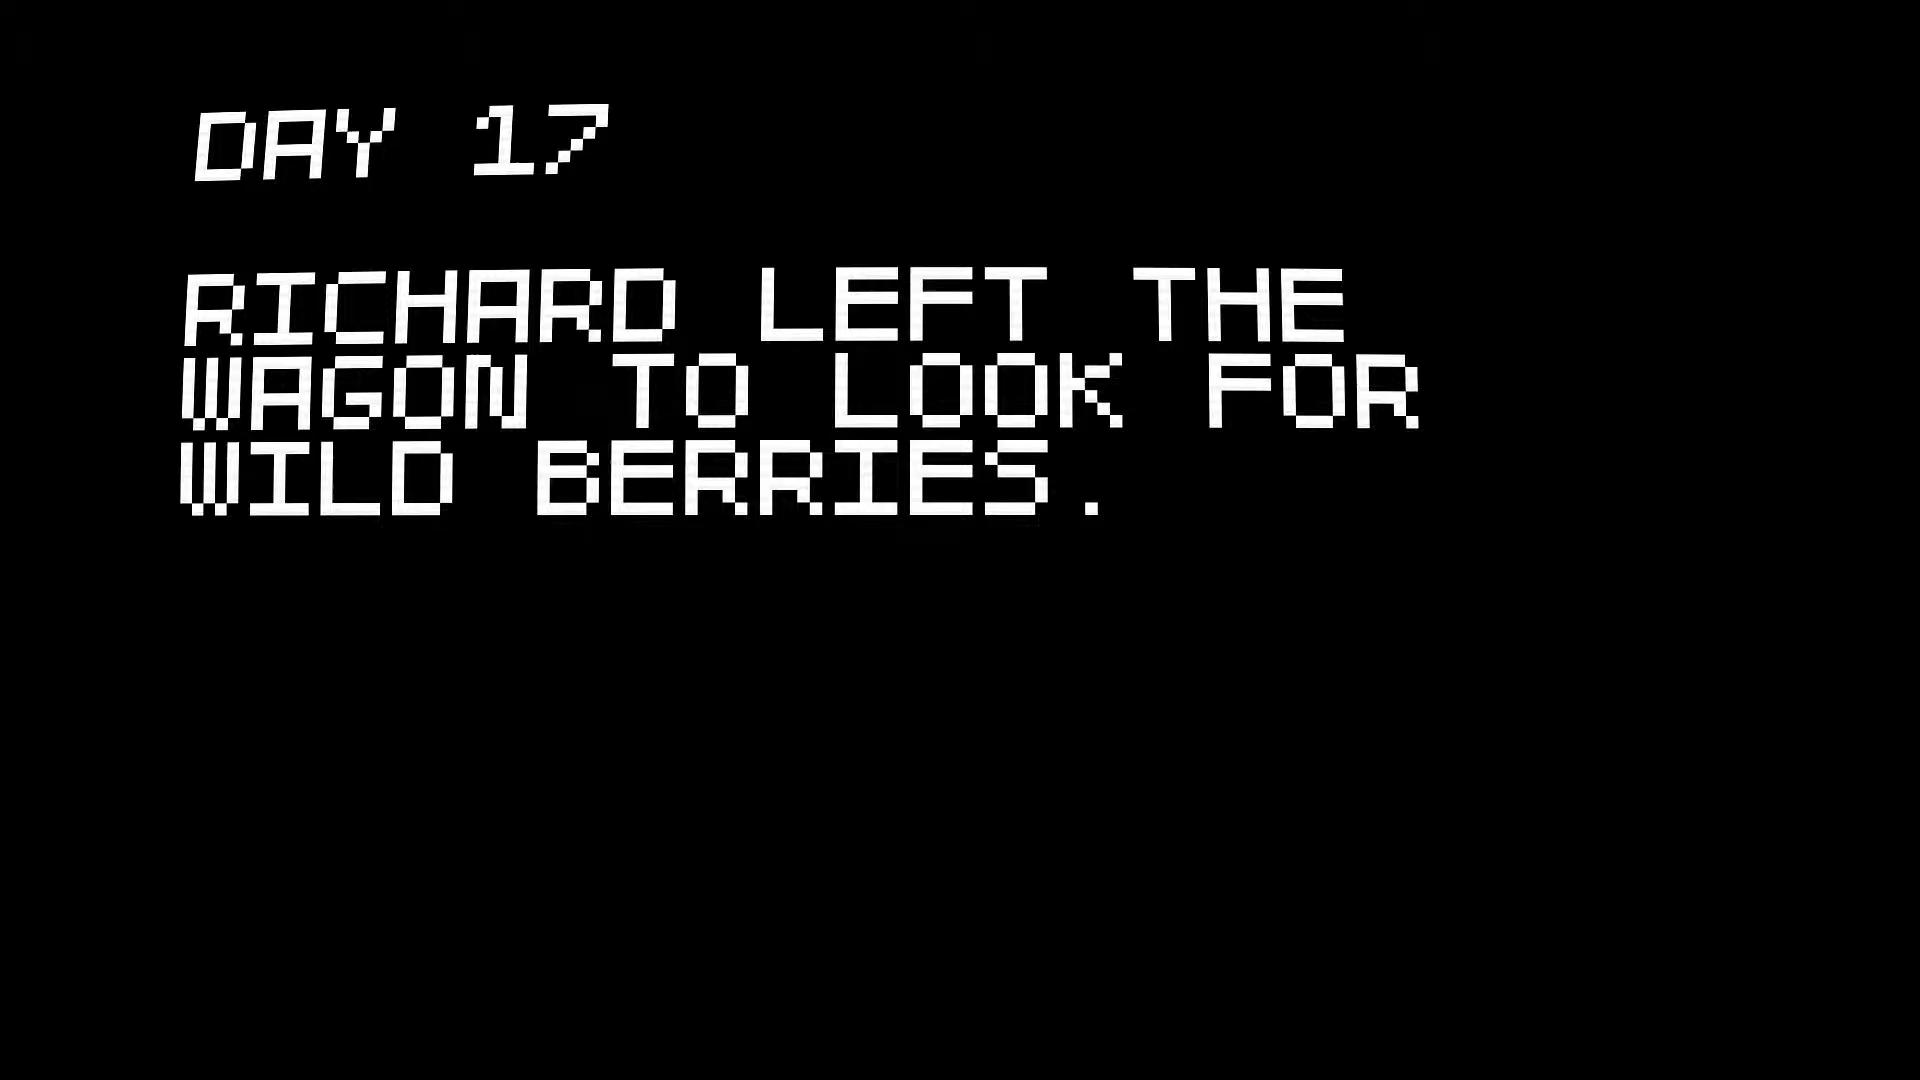 DAY 17
RICHARD LEFT THE
WAGON TO LOOK FOR
WILD BERRIES.